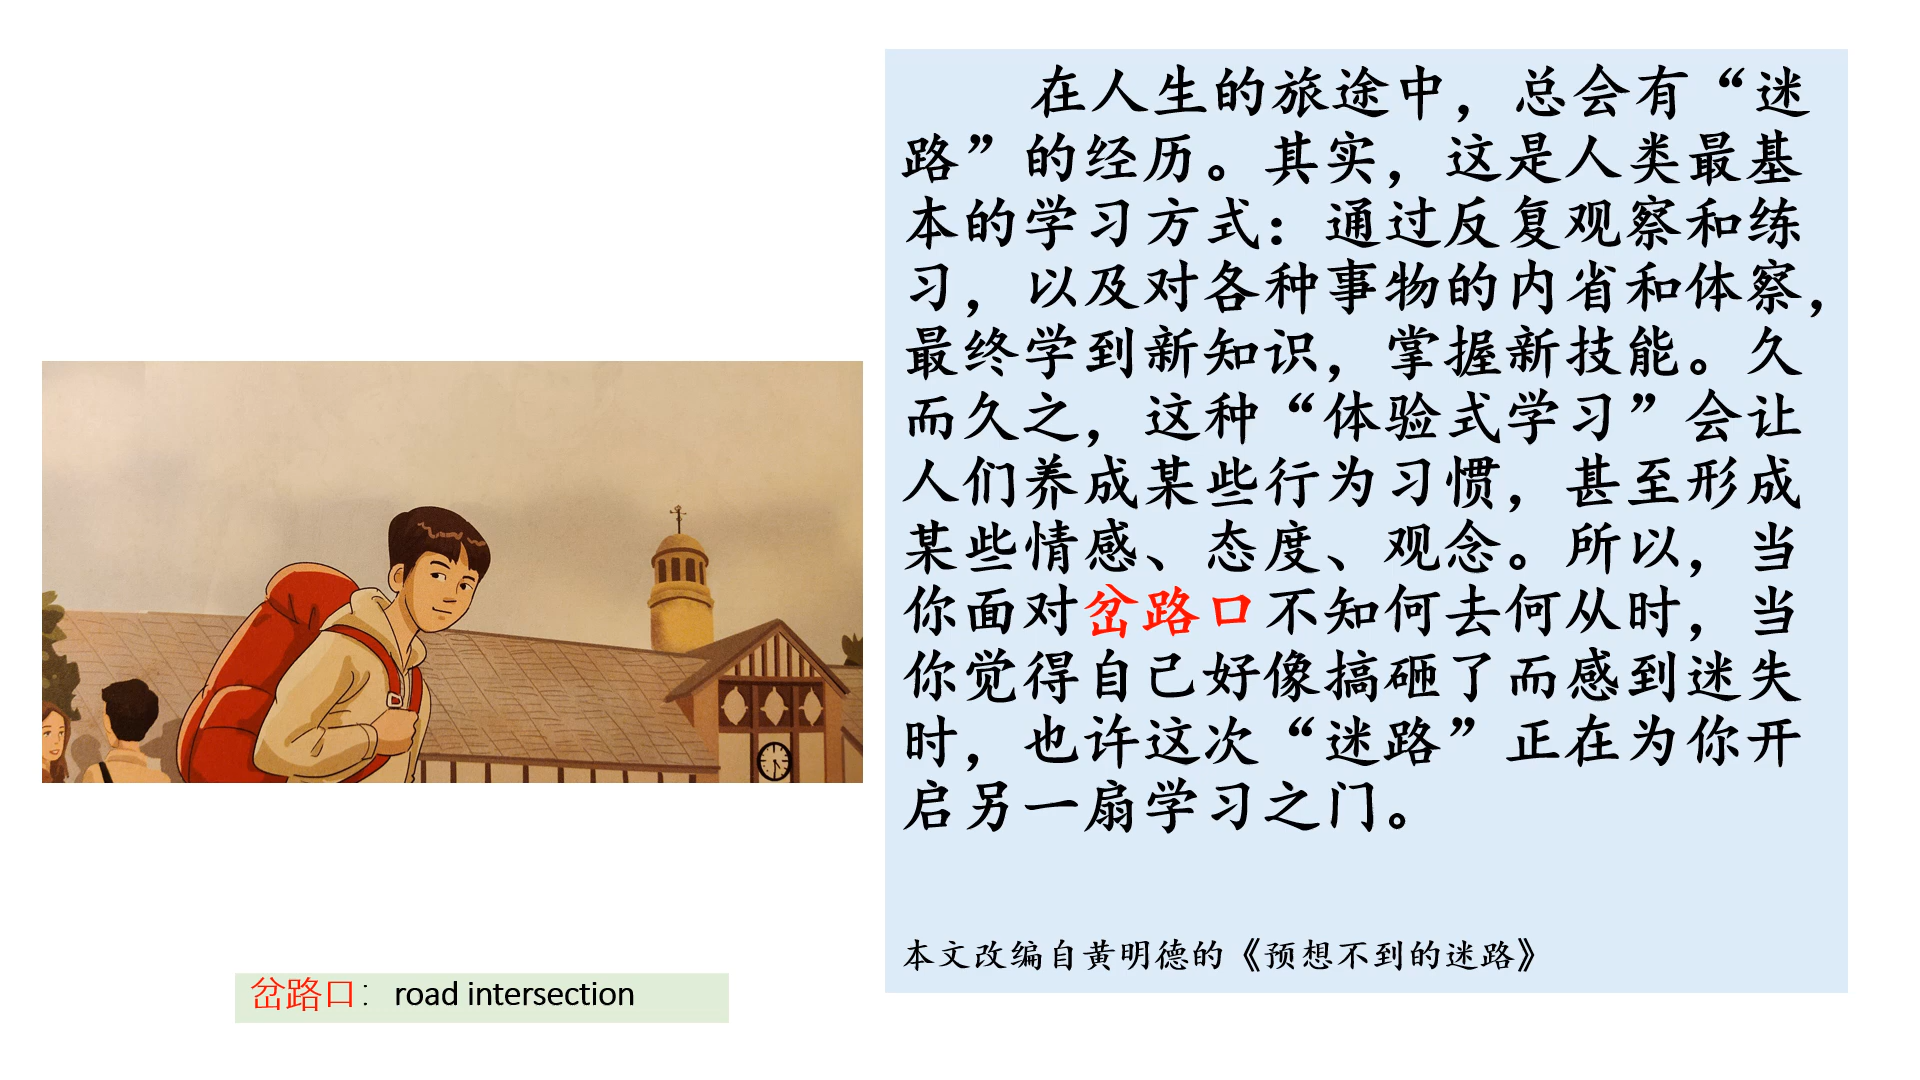 在人生的旅途中，总会有“迷
路”的经历。其实，这是人类最基
本的学习方式：通过反复观察和练
习，以及对各种事物的内省和体察，
最终学到新知识，掌握新技能。久
而久之，这种“体验式学习”会让
人们养成某些行为习惯，甚至形成
某些情感、态度、观念。所以，当
你面对岔路口不知何去何从时，当
你觉得自己好像搞砸了而感到迷失
时，也许这次“迷路”正在为你开
启另一扇学习之门。
本文改编自黄明德的《预想不到的迷路》
岔路口： road intersection